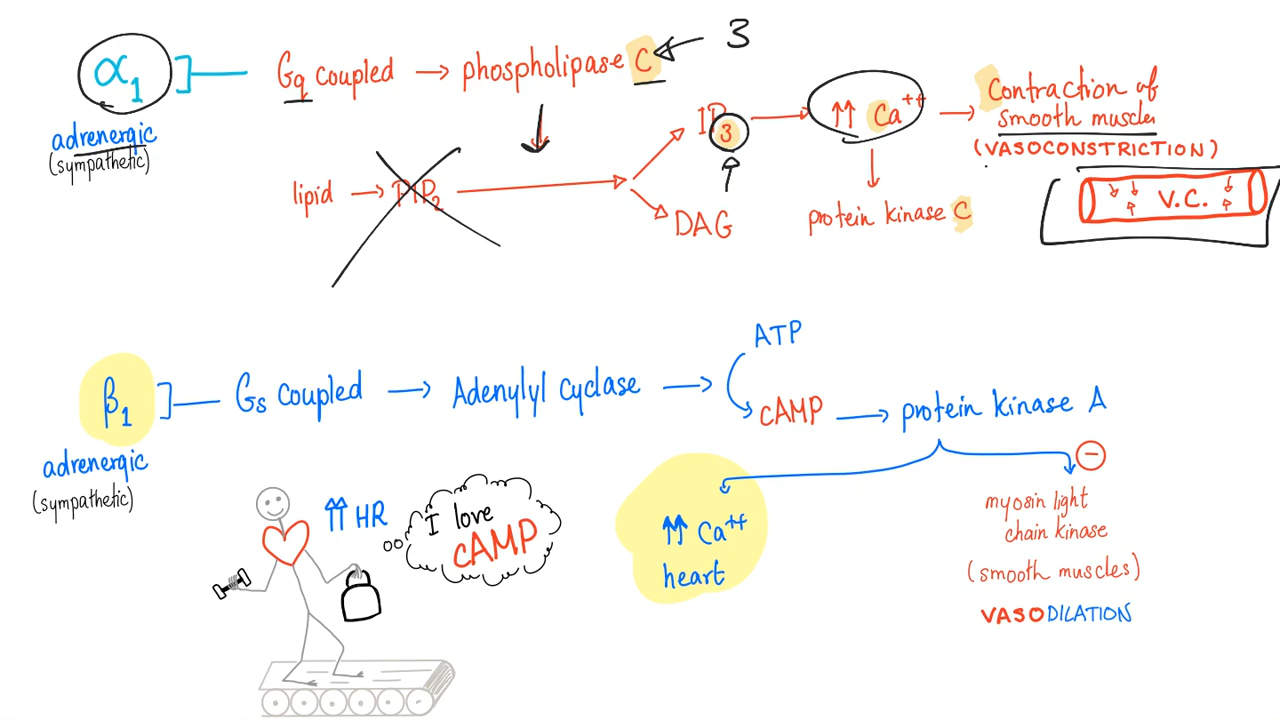 α1
adrenergic
(sympathetic)
Gq coupled → phospholipase C ← 3
lipid → PIP2
IP3
DAG
↑↑ Ca++
protein kinase C
Contraction of
smooth muscles
(VASOCONSTRICTION)
V.C.
β1
adrenergic
(sympathetic)
Gs coupled → Adenylyl cyclase →
ATP
cAMP → protein kinase A
↑↑ HR
I love
cAMP
↑↑ Ca++
heart
−
myosin light
chain kinase
(smooth muscles)
VASODILATION